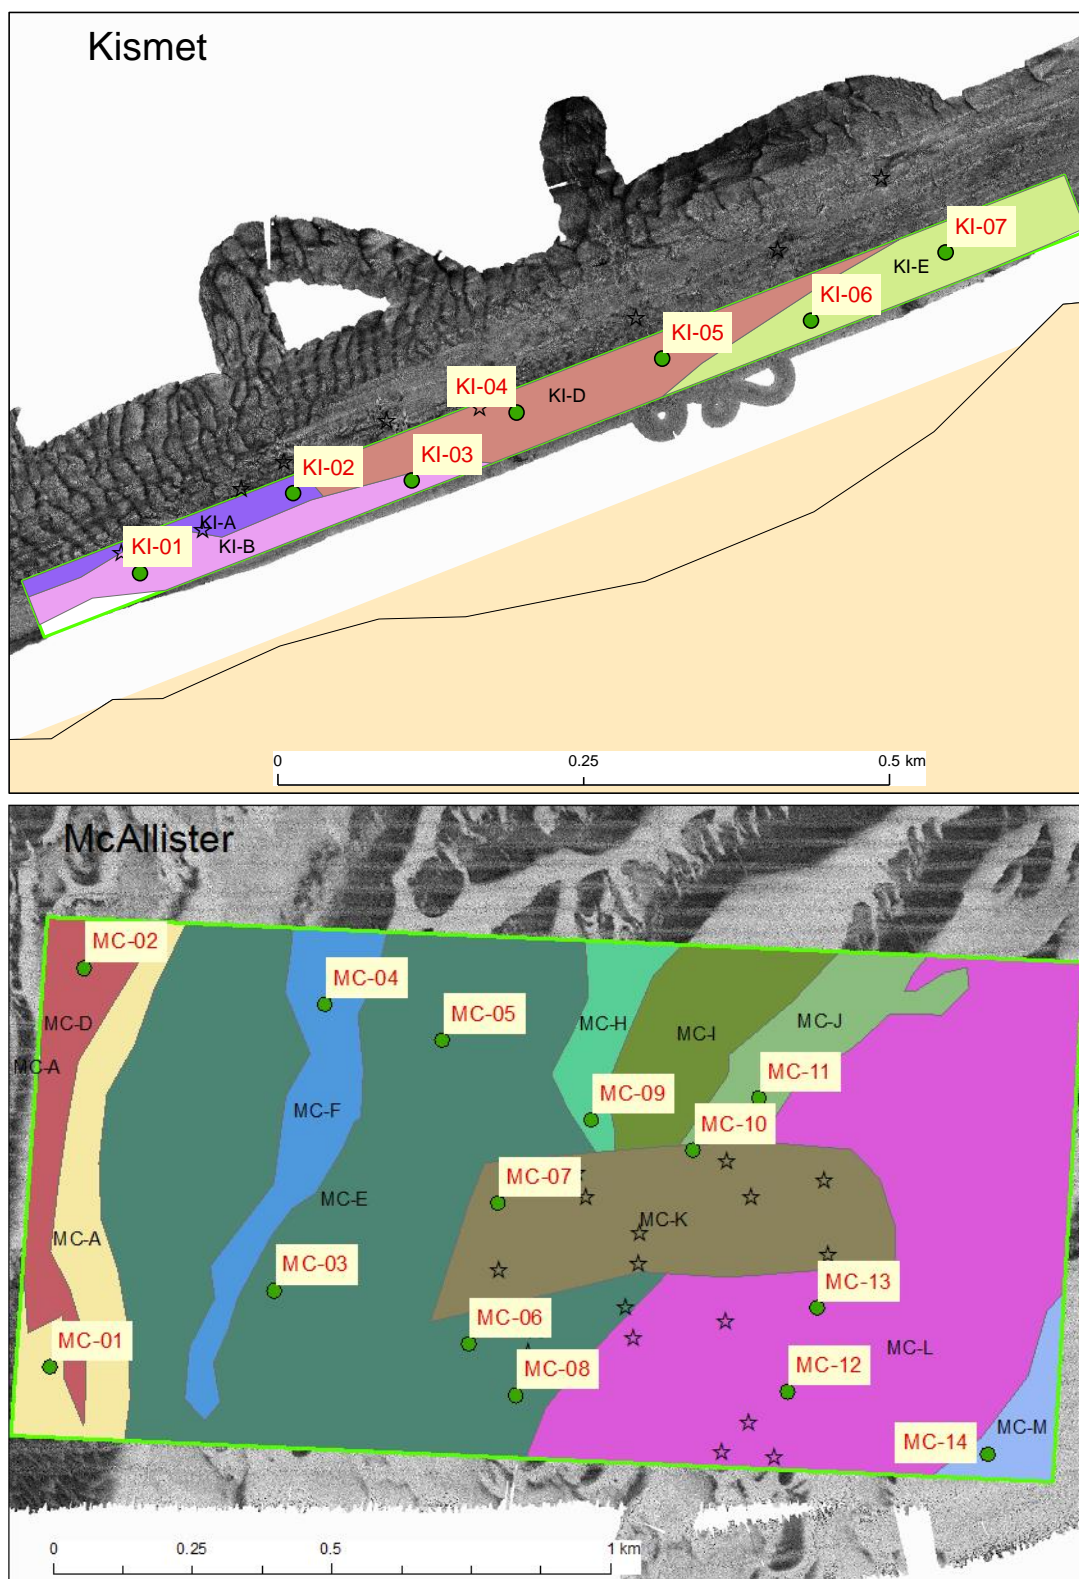 Kismet
KI-07
KI-E
KI-06
KI-05
KI-04
KI-D
KI-03
KI-02
KI-A
KI-01
KI-B
0
0.25
0.5 km
McAllister
MC-02
MC-04
MC-D
MC-05
MC-H
MC-I
MC-J
MC-A
MC-11
MC-09
MC-F
MC-10
MC-07
MC-E
MC-K
MC-A
MC-03
MC-13
MC-06
MC-01
MC-L
MC-08
MC-12
MC-14
MC-M
0
0.25
0.5
1 km